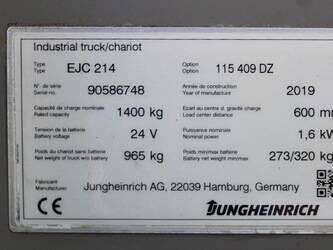 Industrial truck/chariot
Type
Type EJC 214 Option
Option 115 409 DZ
N° de série
Serial-no. 90586748 Année de construction
Year of manufacture 2019
Capacité de charge nominale
Rated capacity 1400 kg Ecart au centre d. gravité charge
Load center distance 600 mm
Tension de la batterie
Battery voltage 24 V Puissance nominale
Nominal power 1,6 kW
Poids du chariot sans batterie
Net weight of truck w/o battery 965 kg Poids min/max batterie
Battery net weight min/max 273/320 kg
Fabricant
Manufacturer Jungheinrich AG, 22039 Hamburg, Germany
CE JUNGHEINRICH